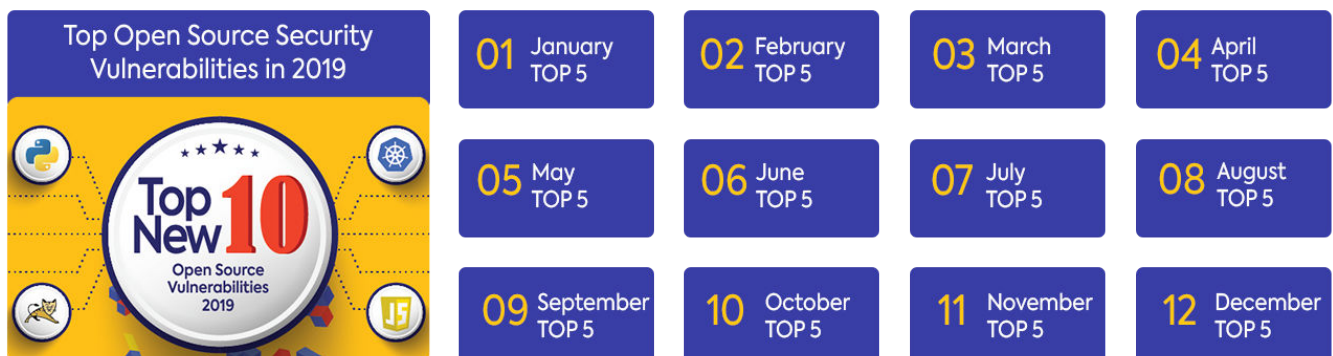 Top Open Source Security
Vulnerabilities in 2019
Top
New
10
Open Source
Vulnerabilities
2019
JS
01 January
TOP 5
02 February
TOP 5
03 March
TOP 5
04 April
TOP 5
05 May
TOP 5
06 June
TOP 5
07 July
TOP 5
08 August
TOP 5
09 September
TOP 5
10 October
TOP 5
11 November
TOP 5
12 December
TOP 5